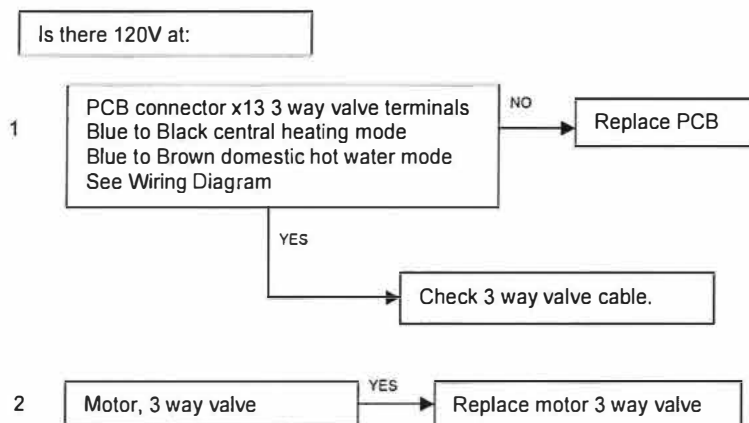 Is there 120V at:
1
PCB connector x13 3 way valve terminals
Blue to Black central heating mode
Blue to Brown domestic hot water mode
See Wiring Diagram
NO
Replace PCB
YES
Check 3 way valve cable.
2
Motor, 3 way valve
YES
Replace motor 3 way valve